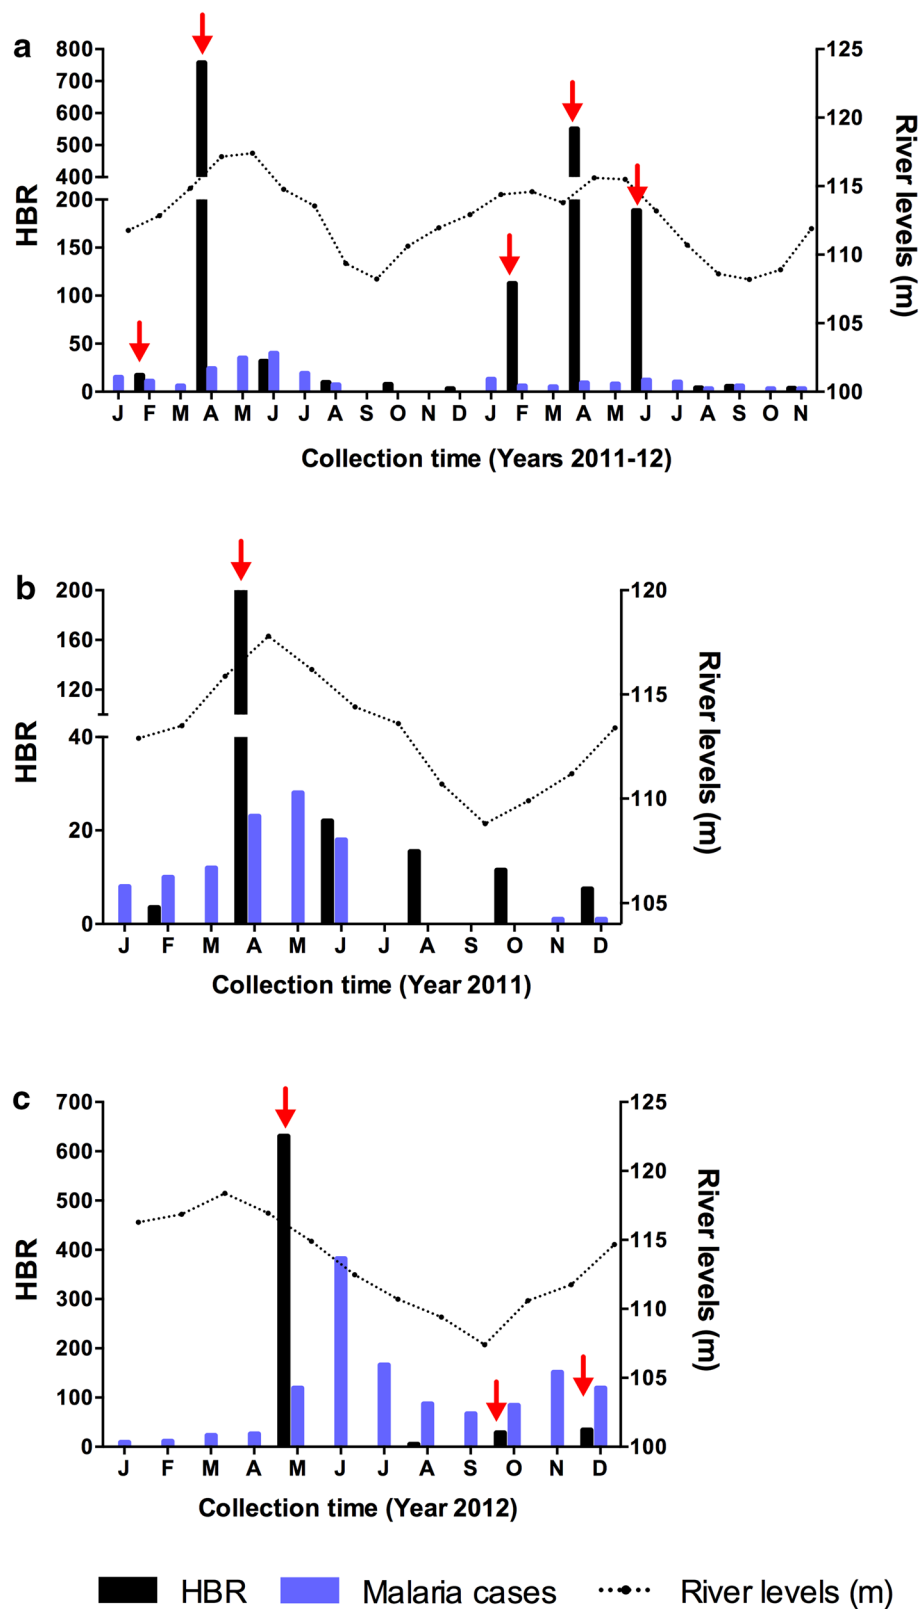 a
800
700
600
500
400
200
150
100
50
0
HBR
125
120
115
110
105
100
River levels (m)
J F M A M J J A S O N D J F M A M J J A S O N
Collection time (Years 2011-12)
b
200
160
120
40
20
0
HBR
120
115
110
105
River levels (m)
J F M A M J J A S O N D
Collection time (Year 2011)
c
700
600
500
400
300
200
100
0
HBR
125
120
115
110
105
100
River levels (m)
J F M A M J J A S O N D
Collection time (Year 2012)
HBR Malaria cases River levels (m)